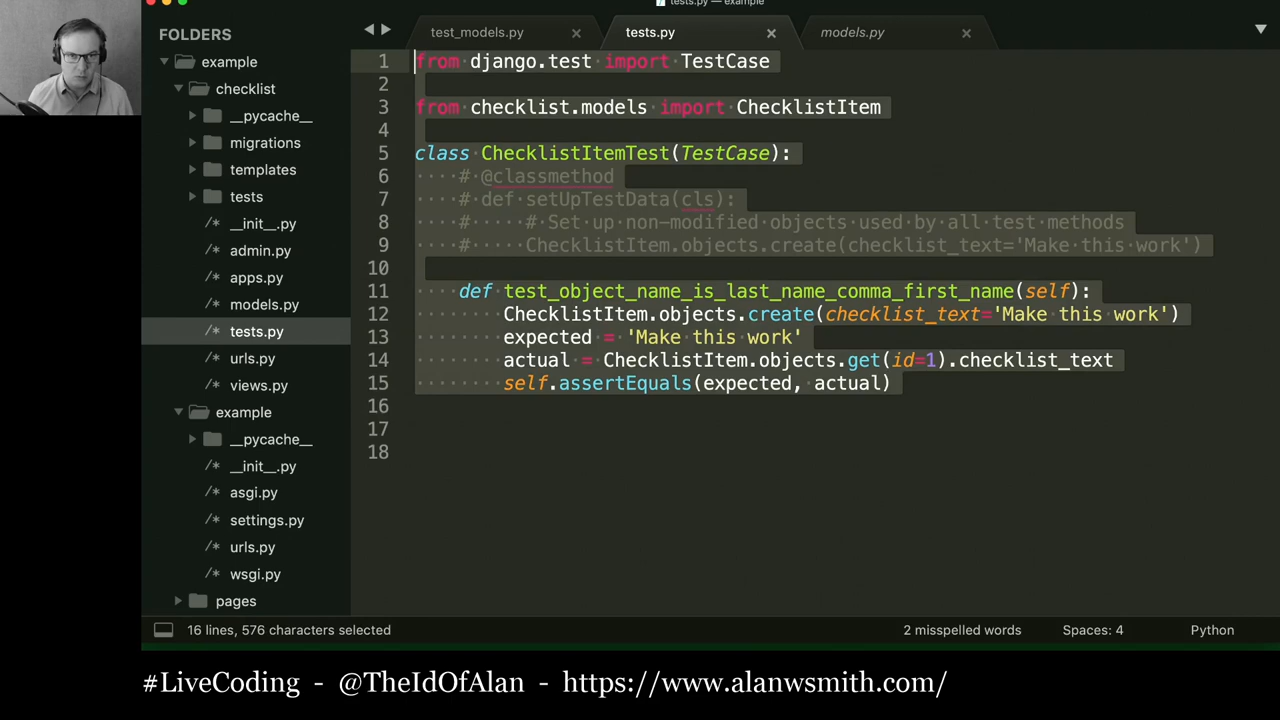 tests.py — example
FOLDERS
example
checklist
__pycache__
migrations
templates
tests
/* __init__.py
/* admin.py
/* apps.py
/* models.py
/* tests.py
/* urls.py
/* views.py
example
__pycache__
/* __init__.py
/* asgi.py
/* settings.py
/* urls.py
/* wsgi.py
pages
test_models.py
tests.py
models.py
1 from django.test import TestCase
2
3 from checklist.models import ChecklistItem
4
5 class ChecklistItemTest(TestCase):
6     # @classmethod
7     # def setUpTestData(cls):
8     #     # Set up non-modified objects used by all test methods
9     #     ChecklistItem.objects.create(checklist_text='Make this work')
10
11     def test_object_name_is_last_name_comma_first_name(self):
12         ChecklistItem.objects.create(checklist_text='Make this work')
13         expected = 'Make this work'
14         actual = ChecklistItem.objects.get(id=1).checklist_text
15         self.assertEquals(expected, actual)
16
17
18
16 lines, 576 characters selected
2 misspelled words
Spaces: 4
Python
#LiveCoding - @TheIdOfAlan - https://www.alanwsmith.com/